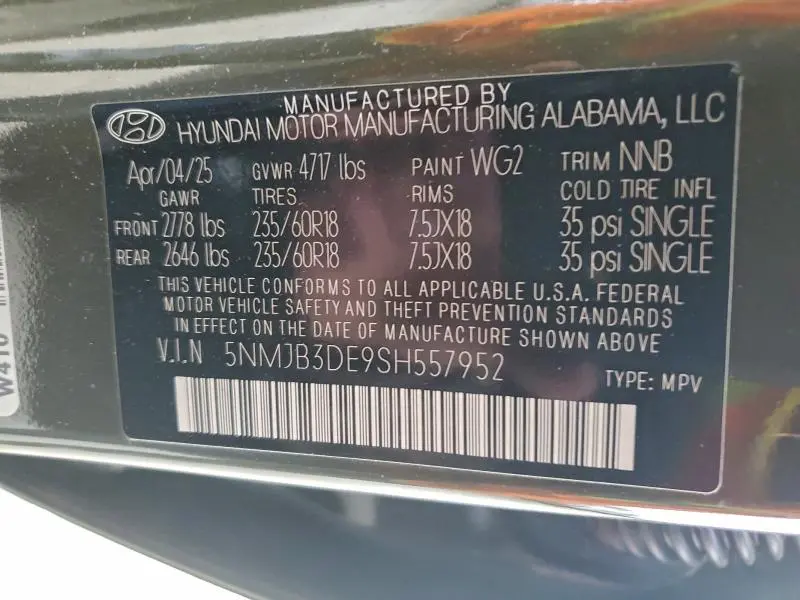 MANUFACTURED BY
HYUNDAI MOTOR MANUFACTURING ALABAMA, LLC
Apr/04/25 GVWR 4717 lbs PAINT WG2 TRIM NNB
GAWR TIRES RIMS COLD TIRE INFL
FRONT 2778 lbs 235/60R18 7.5JX18 35 psi SINGLE
REAR 2646 lbs 235/60R18 7.5JX18 35 psi SINGLE
THIS VEHICLE CONFORMS TO ALL APPLICABLE U.S.A. FEDERAL
MOTOR VEHICLE SAFETY AND THEFT PREVENTION STANDARDS
IN EFFECT ON THE DATE OF MANUFACTURE SHOWN ABOVE
V.I.N 5NMJB3DE9SH557952
TYPE: MPV